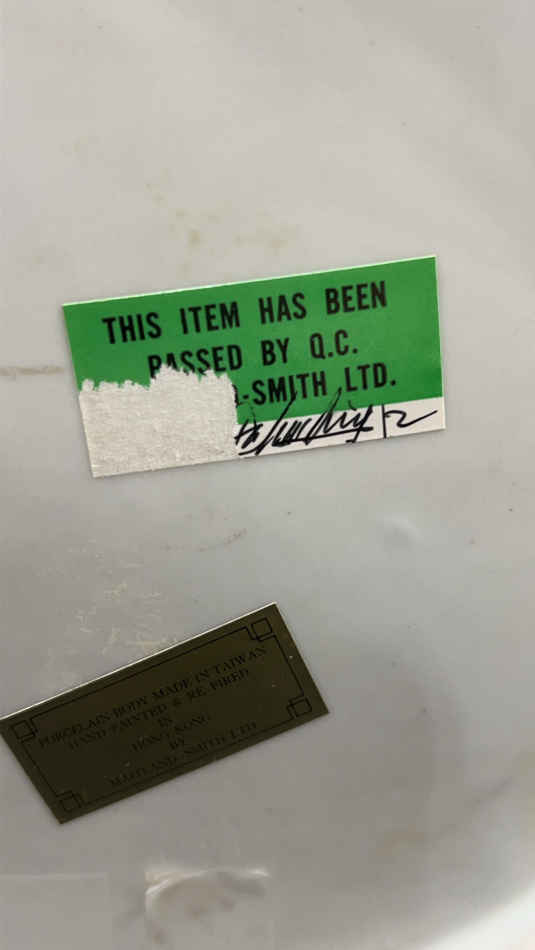 THIS ITEM HAS BEEN
PASSED BY Q.C.
-SMITH LTD.
PORCELAIN-BODY MADE IN TAIWAN
HAND PAINTED & RE-FIRED
IN
HONG KONG
BY
MAITLAND-SMITH LTD